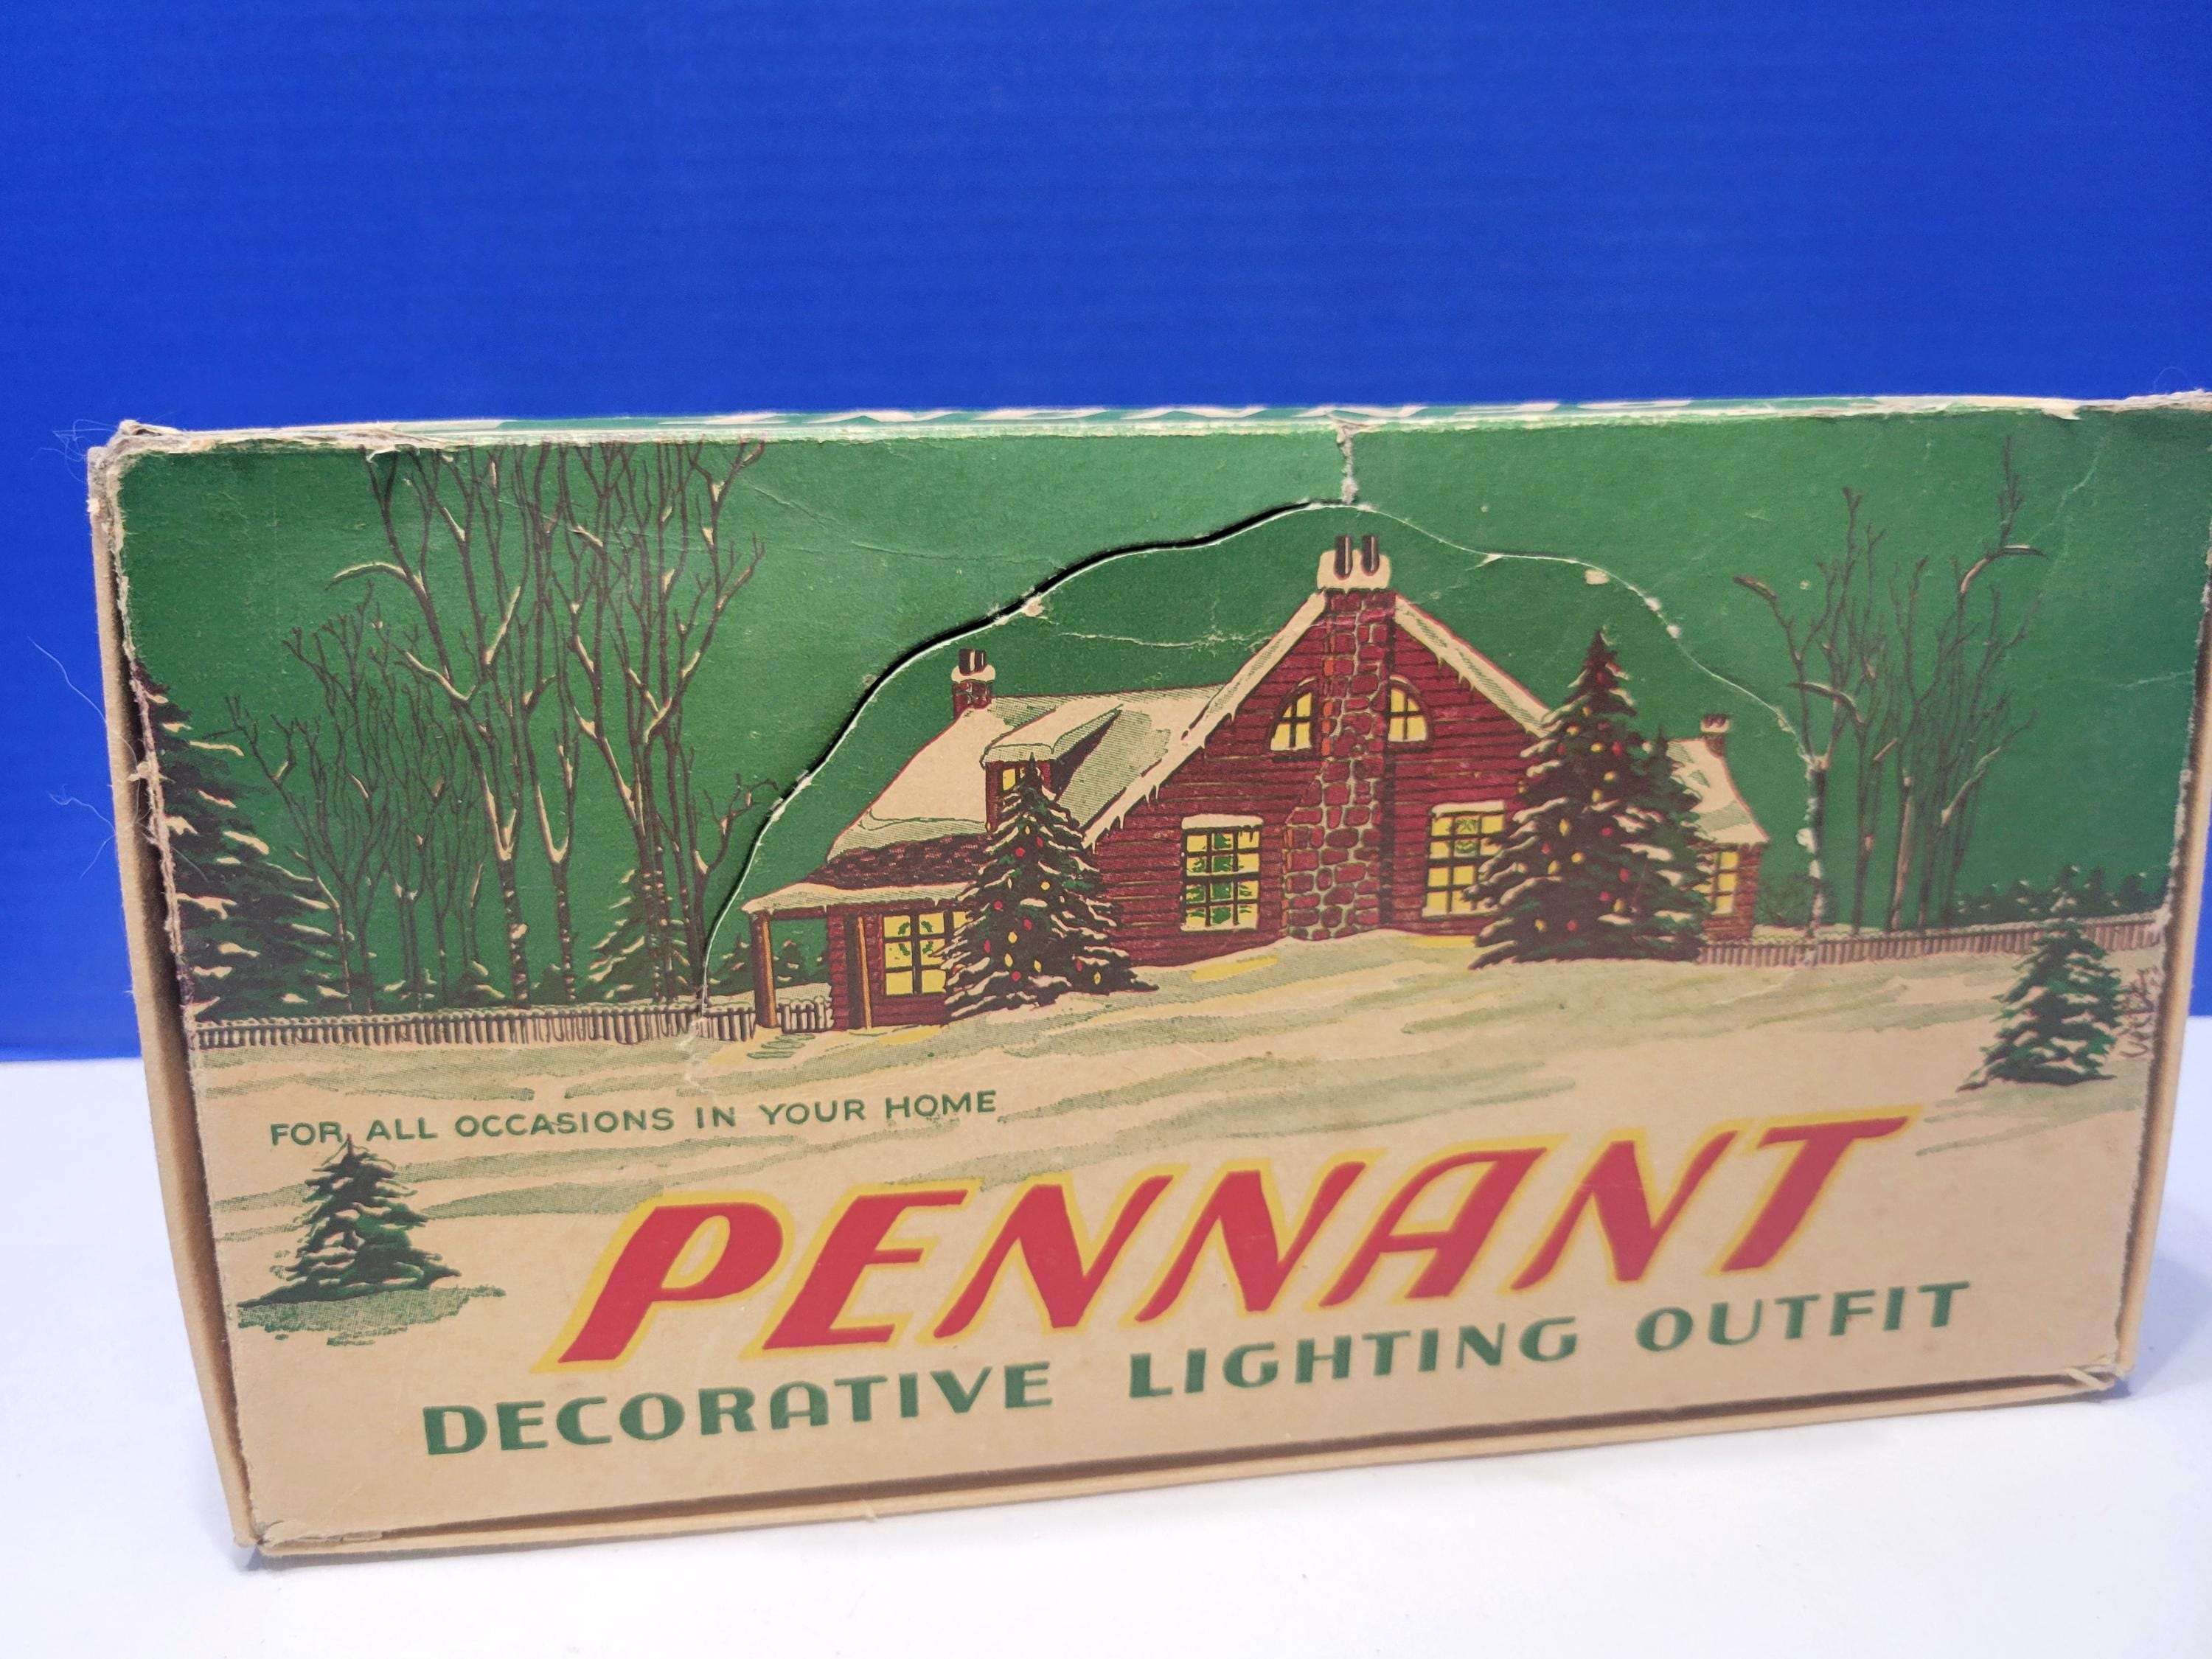 FOR ALL OCCASIONS IN YOUR HOME
PENNANT
DECORATIVE LIGHTING OUTFIT